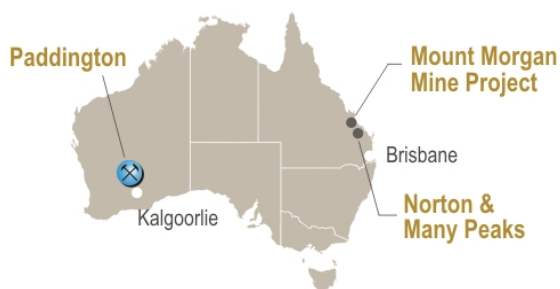 Paddington
Mount Morgan
Mine Project
Brisbane
Kalgoorlie
Norton &
Many Peaks